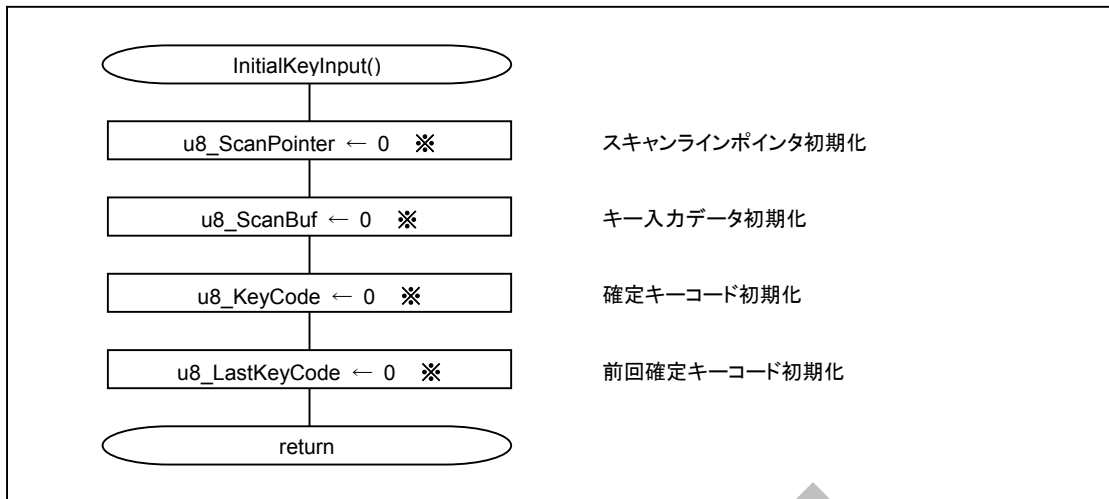 InitialKeyInput()
u8_ScanPointer ← 0 ※ スキャンラインポインタ初期化
u8_ScanBuf ← 0 ※ キー入力データ初期化
u8_KeyCode ← 0 ※ 確定キーコード初期化
u8_LastKeyCode ← 0 ※ 前回確定キーコード初期化
return